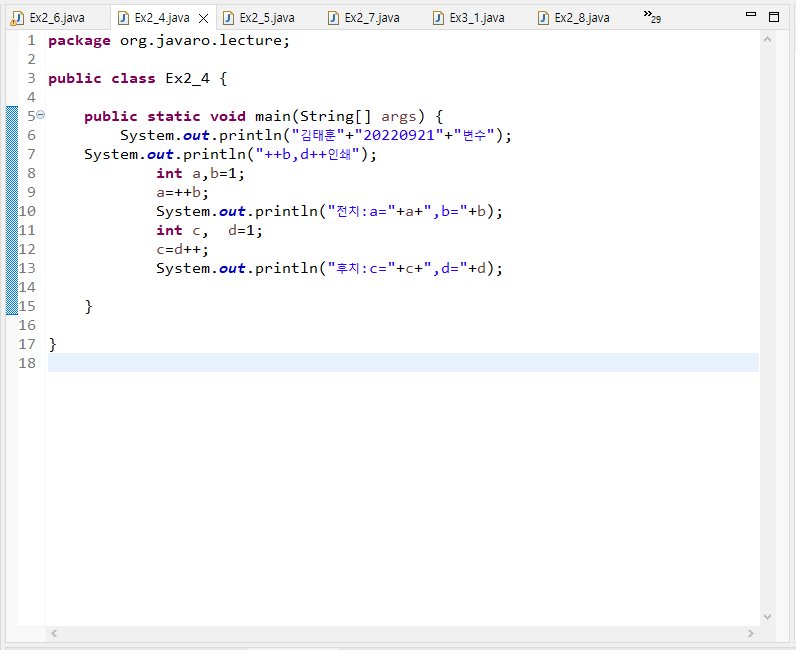 Ex2_6.java Ex2_4.java Ex2_5.java Ex2_7.java Ex3_1.java Ex2_8.java »29
1 package org.javaro.lecture;
2
3 public class Ex2_4 {
4
5 public static void main(String[] args) {
6 System.out.println("김태훈"+"20220921"+"변수");
7 System.out.println("++b,d++인쇄");
8 int a,b=1;
9 a=++b;
10 System.out.println("전치:a="+a+",b="+b);
11 int c, d=1;
12 c=d++;
13 System.out.println("후치:c="+c+",d="+d);
14
15 }
16
17 }
18